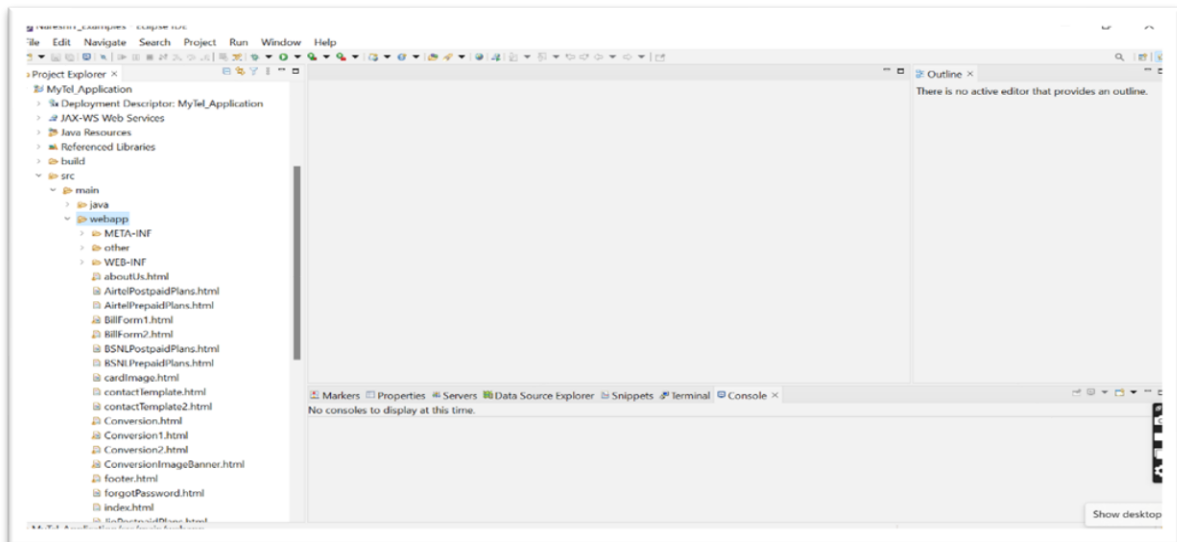 Eclipse IDE
File Edit Navigate Search Project Run Window Help
Project Explorer
Outline
There is no active editor that provides an outline.
MyTel_Application
Deployment Descriptor: MyTel_Application
JAX-WS Web Services
Java Resources
Referenced Libraries
build
src
main
java
webapp
META-INF
other
WEB-INF
aboutUs.html
AirtelPostpaidPlans.html
AirtelPrepaidPlans.html
BillForm1.html
BillForm2.html
BSNLPostpaidPlans.html
BSNLPrepaidPlans.html
cardImage.html
contactTemplate.html
contactTemplate2.html
Conversion.html
Conversion1.html
Conversion2.html
ConversionImageBanner.html
footer.html
forgotPassword.html
index.html
JioPostpaidPlans.html
Markers Properties Servers Data Source Explorer Snippets Terminal Console
No consoles to display at this time.
Show desktop